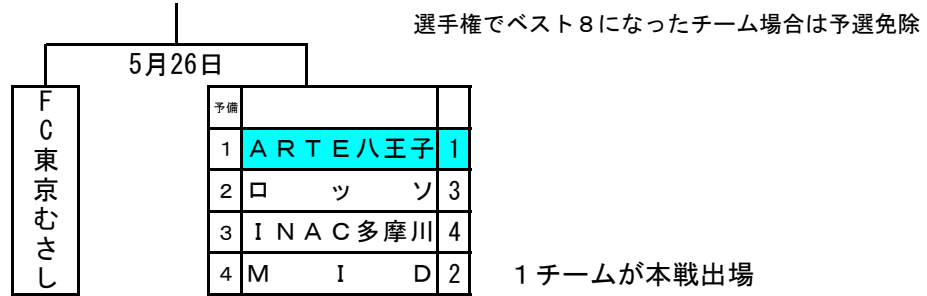 選手権でベスト８になったチーム場合は予選免除
5月26日
ＦＣ東京むさし
予備
1 ＡＲＴＥ八王子 1
2 ロッソ 3
3 ＩＮＡＣ多摩川 4
4 ＭＩＤ 2
１チームが本戦出場